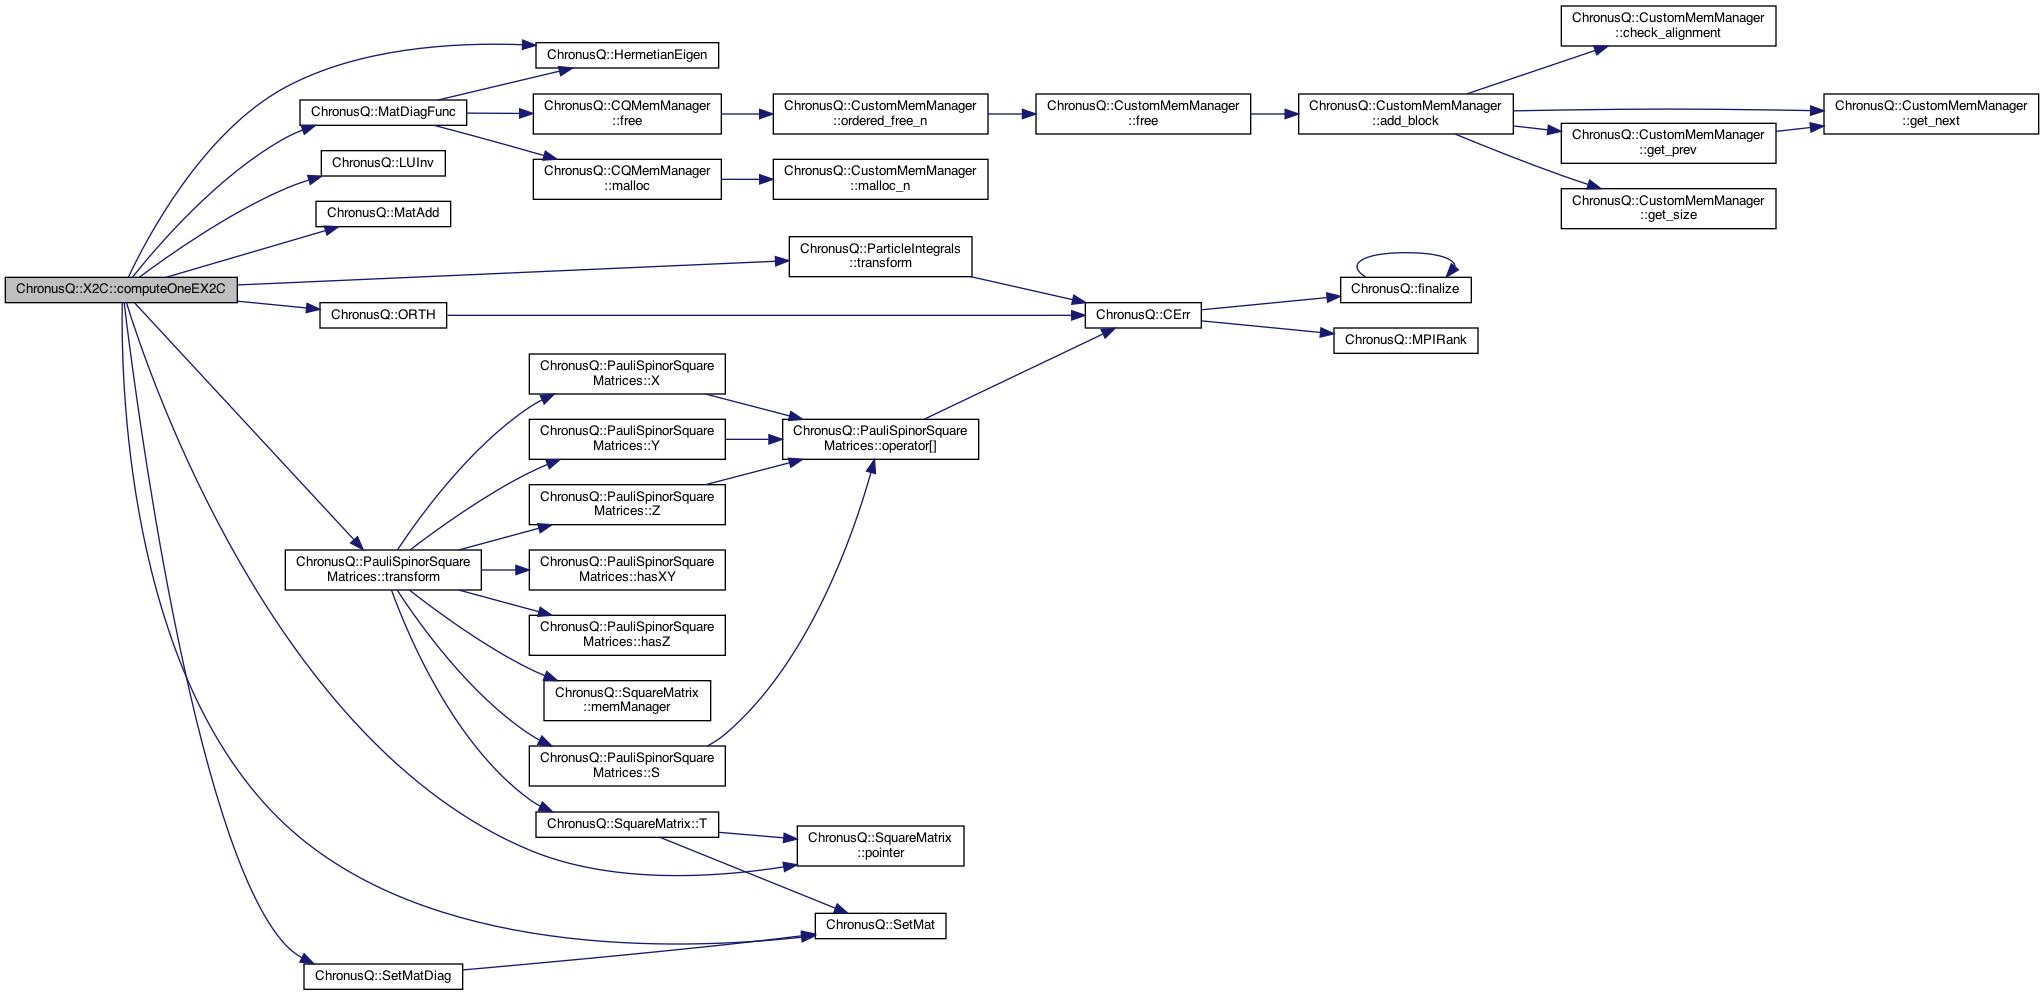 ChronusQ::CustomMemManager
::check_alignment
ChronusQ::HermetianEigen
ChronusQ::MatDiagFunc
ChronusQ::CQMemManager
::free
ChronusQ::CustomMemManager
::ordered_free_n
ChronusQ::CustomMemManager
::free
ChronusQ::CustomMemManager
::add_block
ChronusQ::CustomMemManager
::get_next
ChronusQ::CustomMemManager
::get_prev
ChronusQ::LUInv
ChronusQ::CQMemManager
::malloc
ChronusQ::CustomMemManager
::malloc_n
ChronusQ::CustomMemManager
::get_size
ChronusQ::MatAdd
ChronusQ::ParticleIntegrals
::transform
ChronusQ::X2C::computeOneEX2C
ChronusQ::finalize
ChronusQ::ORTH
ChronusQ::CErr
ChronusQ::MPIRank
ChronusQ::PauliSpinorSquare
Matrices::X
ChronusQ::PauliSpinorSquare
Matrices::Y
ChronusQ::PauliSpinorSquare
Matrices::operator[]
ChronusQ::PauliSpinorSquare
Matrices::Z
ChronusQ::PauliSpinorSquare
Matrices::transform
ChronusQ::PauliSpinorSquare
Matrices::hasXY
ChronusQ::PauliSpinorSquare
Matrices::hasZ
ChronusQ::SquareMatrix
::memManager
ChronusQ::PauliSpinorSquare
Matrices::S
ChronusQ::SquareMatrix::T
ChronusQ::SquareMatrix
::pointer
ChronusQ::SetMat
ChronusQ::SetMatDiag